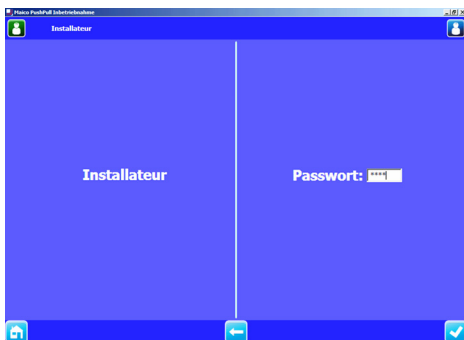 Maico PushPull Inbetriebnahme
Installateur
Installateur
Passwort: ****